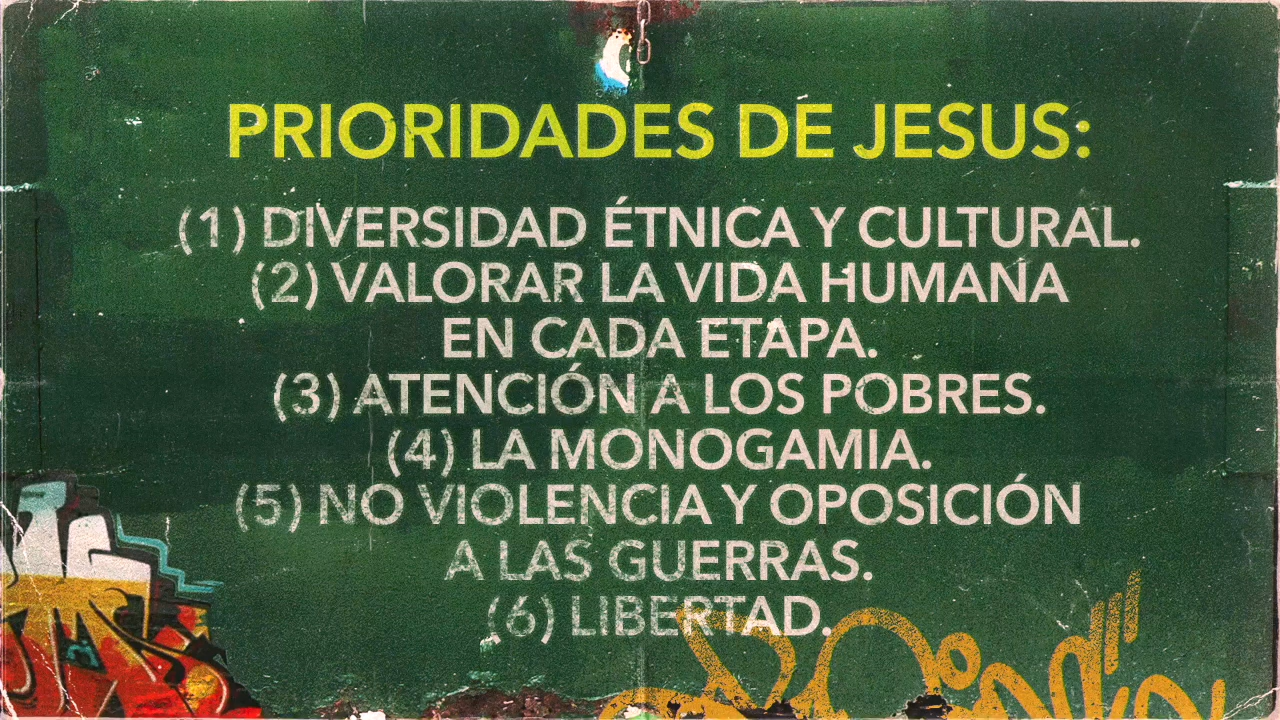 PRIORIDADES DE JESUS:
(1) DIVERSIDAD ÉTNICA Y CULTURAL.
(2) VALORAR LA VIDA HUMANA
EN CADA ETAPA.
(3) ATENCIÓN A LOS POBRES.
(4) LA MONOGAMIA.
(5) NO VIOLENCIA Y OPOSICIÓN
A LAS GUERRAS.
(6) LIBERTAD.